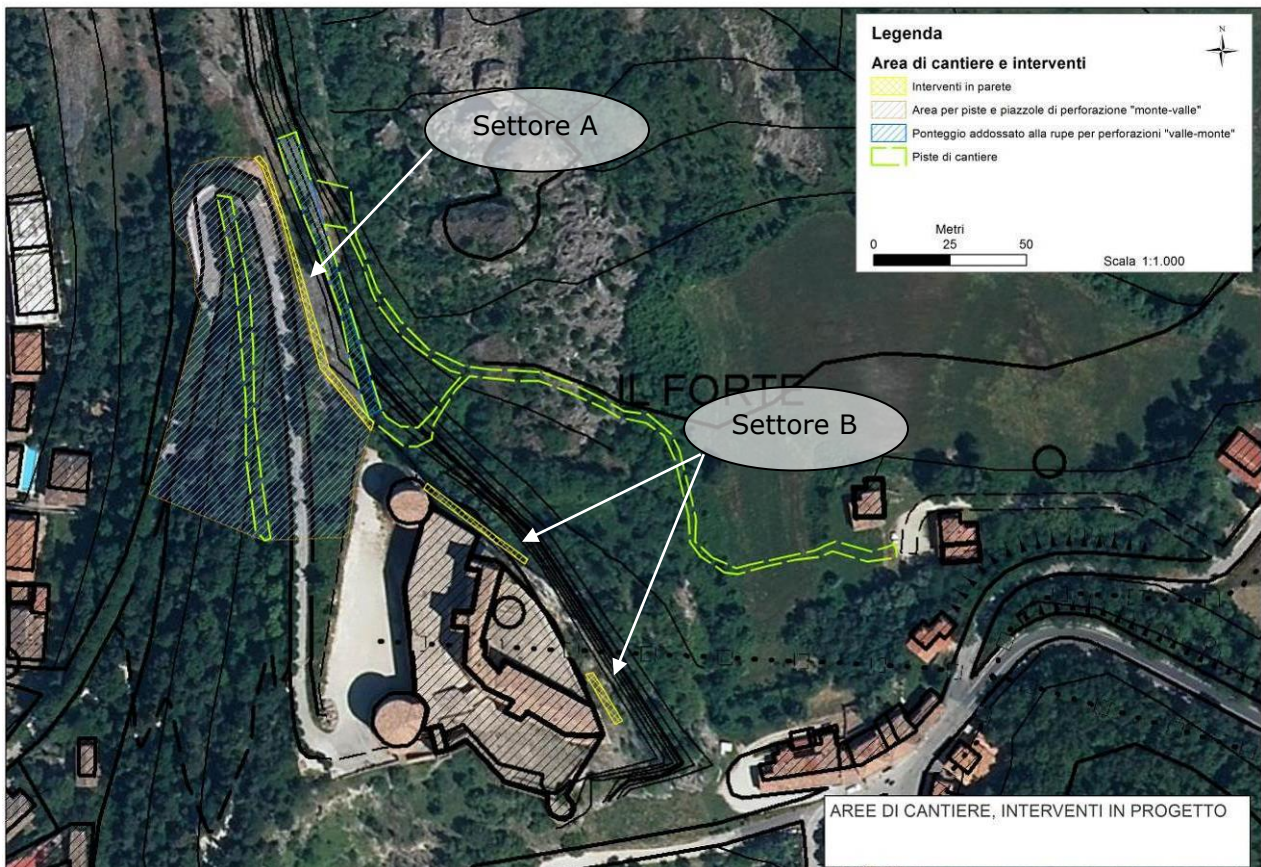 Legenda
N
Area di cantiere e interventi
Interventi in parete
Area per piste e piazzole di perforazione "monte-valle"
Ponteggio addossato alla rupe per perforazioni "valle-monte"
Piste di cantiere
Metri
0 25 50
Scala 1:1.000
Settore A
IL FORTE
Settore B
AREE DI CANTIERE, INTERVENTI IN PROGETTO